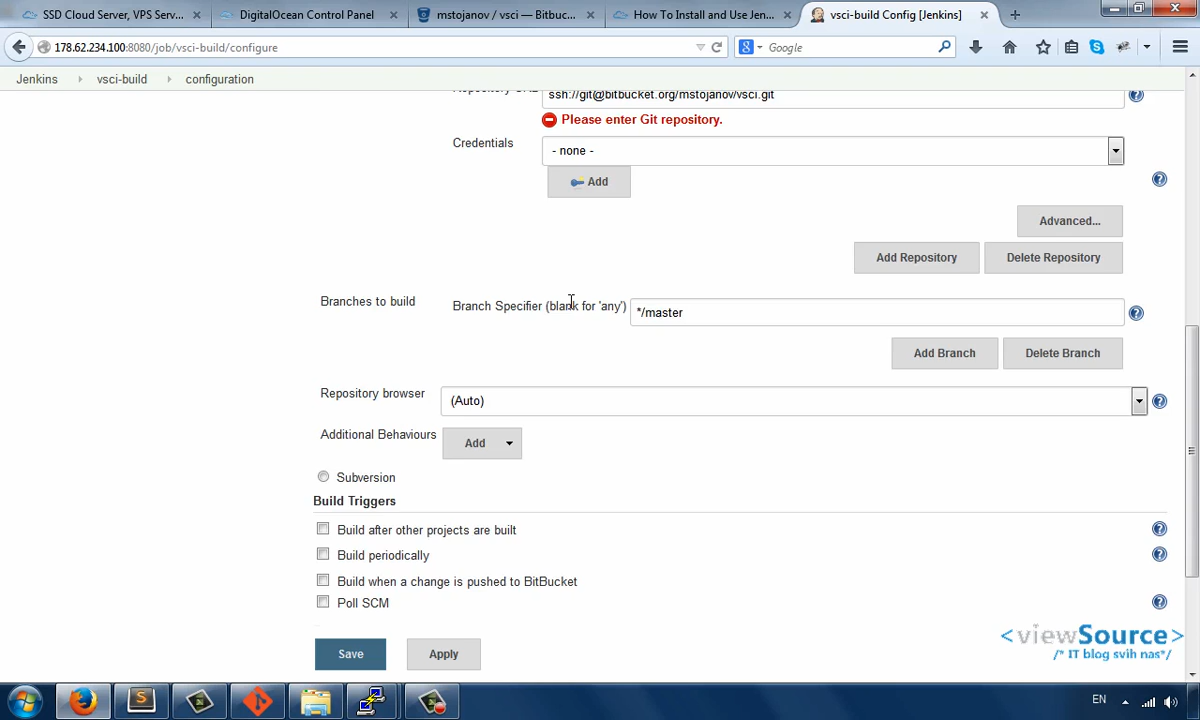 SSD Cloud Server, VPS Serv...
DigitalOcean Control Panel
mstojanov / vsci — Bitbuc...
How To Install and Use Jen...
vsci-build Config [Jenkins]
178.62.234.100:8080/job/vsci-build/configure
Google
Jenkins
vsci-build
configuration
ssh://git@bitbucket.org/mstojanov/vsci.git
Please enter Git repository.
Credentials
- none -
Add
Advanced...
Add Repository
Delete Repository
Branches to build
Branch Specifier (blank for 'any')
*/master
Add Branch
Delete Branch
Repository browser
(Auto)
Additional Behaviours
Add
Subversion
Build Triggers
Build after other projects are built
Build periodically
Build when a change is pushed to BitBucket
Poll SCM
<viewSource>
/* IT blog svih nas*/
Save
Apply
EN